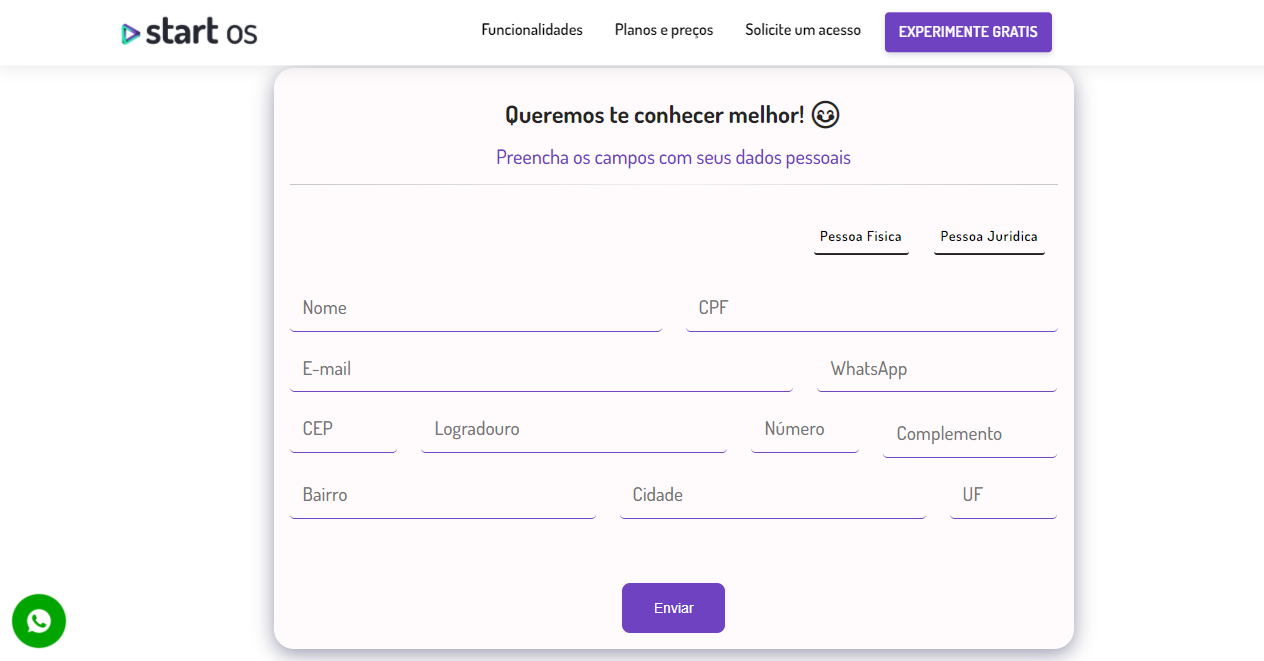 start os
Funcionalidades
Planos e preços
Solicite um acesso
EXPERIMENTE GRATIS
Queremos te conhecer melhor!
Preencha os campos com seus dados pessoais
Pessoa Fisica
Pessoa Juridica
Nome
CPF
E-mail
WhatsApp
CEP
Logradouro
Número
Complemento
Bairro
Cidade
UF
Enviar